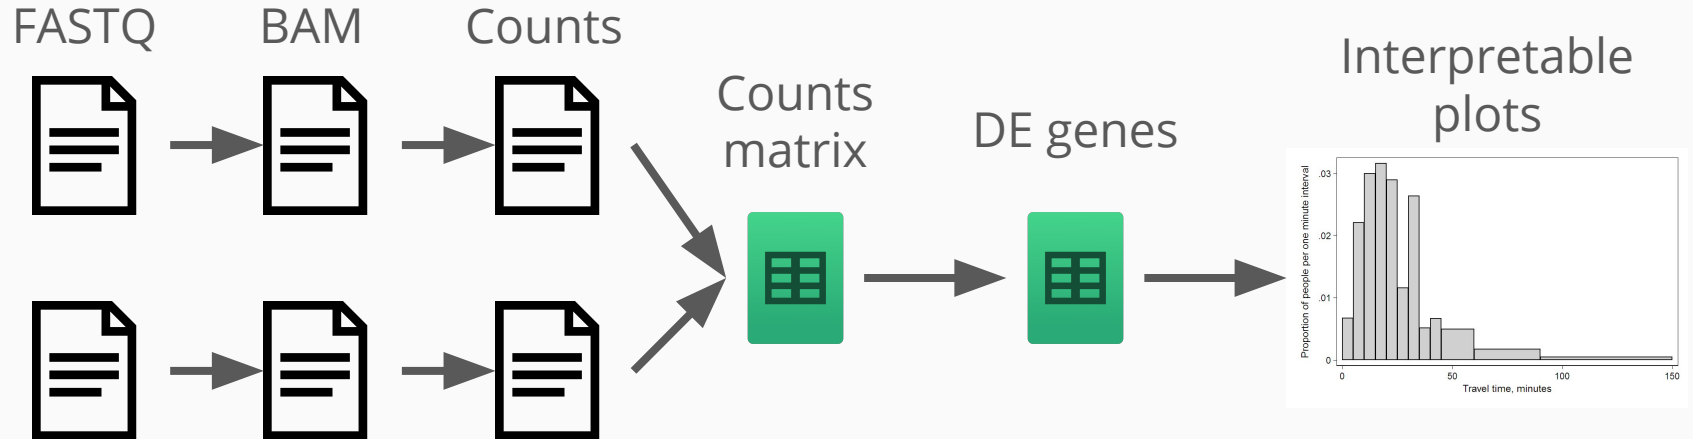 FASTQ
BAM
Counts
Counts
matrix
DE genes
Interpretable
plots
Proportion of people per one minute interval
.03
.02
.01
0
0
50
100
150
Travel time, minutes